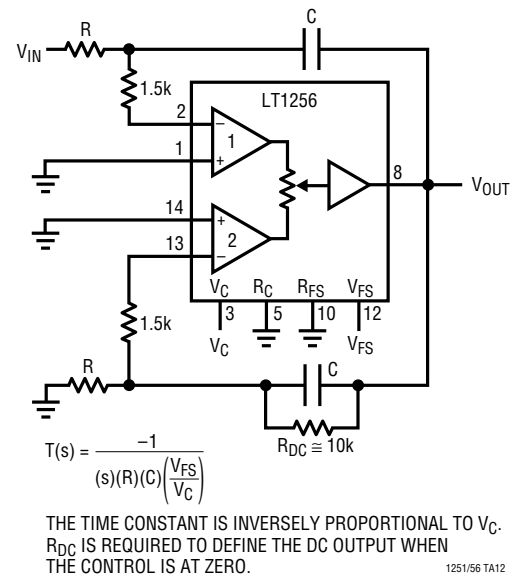 R
C
VIN
1.5k
LT1256
2
–
1
1
+
8
VOUT
14
+
2
13
–
VC
RC
RFS
VFS
3
5
10
12
1.5k
VC
VFS
R
C
RDC ≅ 10k
T(s) = –1
(s)(R)(C)(VFS
VC)
THE TIME CONSTANT IS INVERSELY PROPORTIONAL TO VC.
RDC IS REQUIRED TO DEFINE THE DC OUTPUT WHEN
THE CONTROL IS AT ZERO.
1251/56 TA12